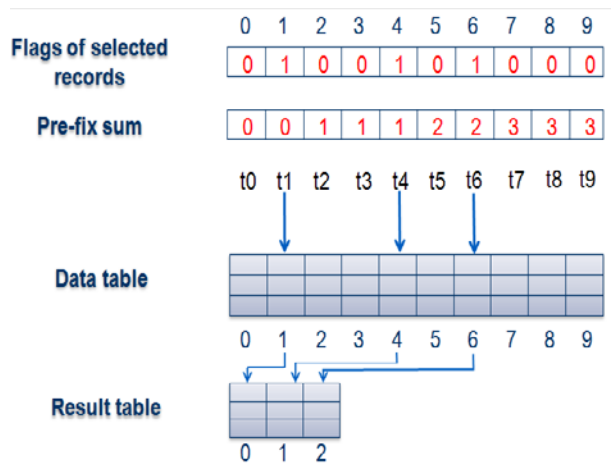 0 1 2 3 4 5 6 7 8 9
Flags of selected
records
0 1 0 0 1 0 1 0 0 0
Pre-fix sum
0 0 1 1 1 2 2 3 3 3
t0 t1 t2 t3 t4 t5 t6 t7 t8 t9
Data table
0 1 2 3 4 5 6 7 8 9
Result table
0 1 2